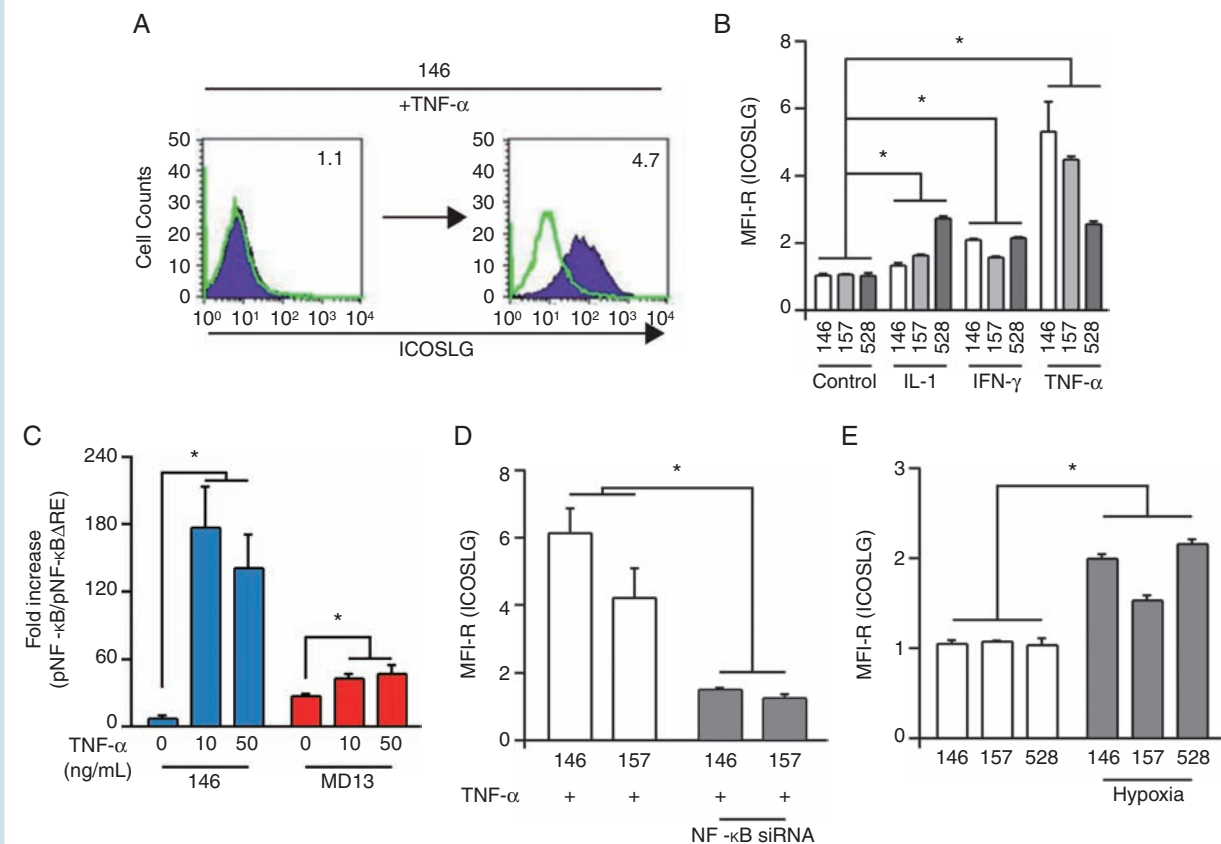 A
146
+TNF-α
Cell Counts
50
40
30
20
10
0
1.1
10⁰ 10¹ 10² 10³ 10⁴
50
40
30
20
10
0
4.7
10⁰ 10¹ 10² 10³ 10⁴
ICOSLG
B
MFI-R (ICOSLG)
8
6
4
2
0
*
*
*
146 157 528 146 157 528 146 157 528 146 157 528
Control IL-1 IFN-γ TNF-α
C
Fold increase
(pNF-κB/pNF-κBΔRE)
240
180
120
60
0
*
*
TNF-α 0 10 50 0 10 50
(ng/mL)
146 MD13
D
MFI-R (ICOSLG)
8
6
4
2
0
*
146 157 146 157
TNF-α + + + +
NF -κB siRNA
E
MFI-R (ICOSLG)
3
2
1
0
*
146 157 528 146 157 528
Hypoxia